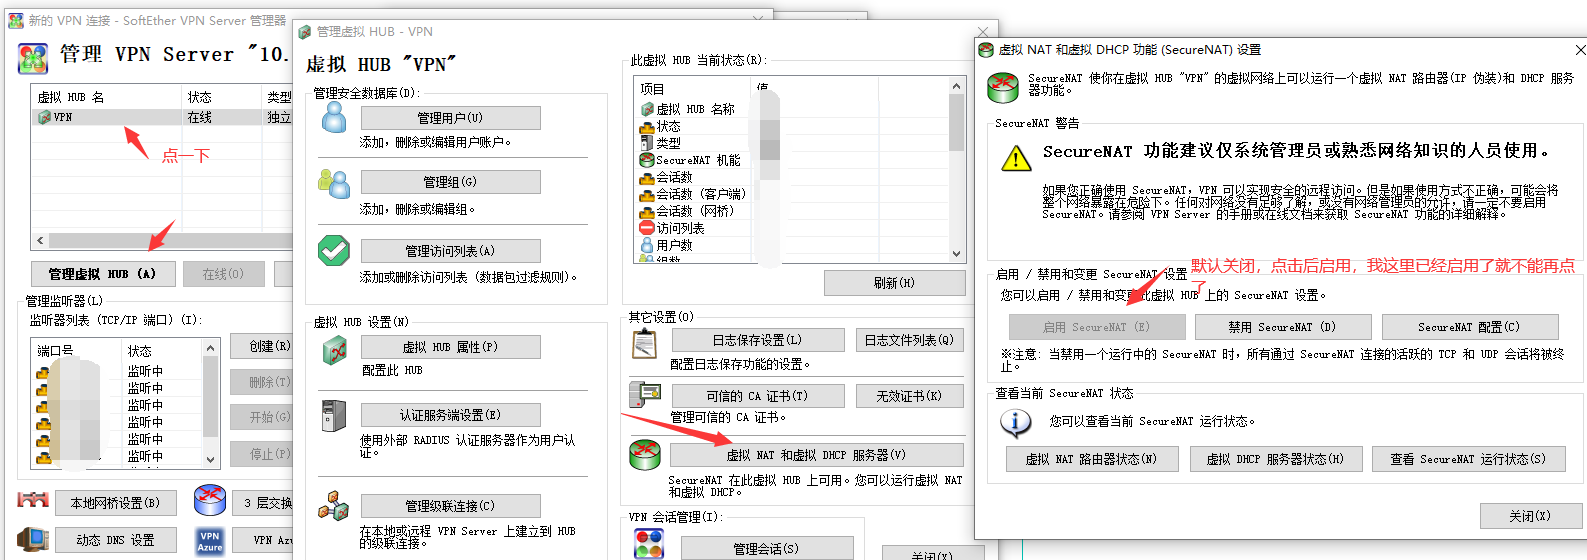 新的 VPN 连接 - SoftEther VPN Server 管理器
管理 VPN Server "10.
虚拟 HUB 名
状态
类型
VPN
在线
独立
点一下
管理虚拟 HUB (A)
在线(O)
管理监听器(L)
监听器列表 (TCP/IP 端口)(I):
端口号
状态
监听中
监听中
监听中
监听中
监听中
监听中
创建(R)
删除(T)
开始(G)
停止(P)
本地网桥设置(B)
3 层交换
动态 DNS 设置
VPN Azu
VPN
Azure
管理虚拟 HUB - VPN
虚拟 HUB "VPN"
管理安全数据库(D):
管理用户(U)
添加，删除或编辑用户账户。
管理组(G)
添加，删除或编辑组。
管理访问列表(A)
添加或删除访问列表 (数据包过滤规则)。
虚拟 HUB 设置(N)
虚拟 HUB 属性(P)
配置此 HUB
认证服务端设置(E)
使用外部 RADIUS 认证服务器作为用户认
证。
管理级联连接(C)
在本地或远程 VPN Server 上建立到 HUB
的级联连接。
此虚拟 HUB 当前状态(R):
项目
值
虚拟 HUB 名称
状态
类型
SecureNAT 机能
会话数
会话数 (客户端)
会话数 (网桥)
访问列表
用户数
组数
刷新(H)
其它设置(O)
日志保存设置(L)
日志文件列表(Q)
配置日志保存功能的设置。
可信的 CA 证书(T)
无效证书(K)
管理可信的 CA 证书。
虚拟 NAT 和虚拟 DHCP 服务器(V)
SecureNAT 在此虚拟 HUB 上可用。您可以运行虚拟 NAT
和虚拟 DHCP。
VPN 会话管理(I):
管理会话(S)
关闭(X)
虚拟 NAT 和虚拟 DHCP 功能 (SecureNAT) 设置
SecureNAT 使你在虚拟 HUB "VPN" 的虚拟网络上可以运行一个虚拟 NAT 路由器(IP 伪装)和 DHCP 服务
器功能。
SecureNAT 警告
SecureNAT 功能建议仅系统管理员或熟悉网络知识的人员使用。
如果您正确使用 SecureNAT，VPN 可以实现安全的远程访问。但是如果使用方式不正确，可能会将
整个网络暴露在危险下。任何对网络没有足够了解，或没有网络管理员的允许，请一定不要启用
SecureNAT。请参阅 VPN Server 的手册或在线文档来获取 SecureNAT 功能的详细解释。
启用 / 禁用和变更 SecureNAT 设置
默认关闭，点击后启用，我这里已经启用了就不能再点
了
您可以启用 / 禁用和变更此虚拟 HUB 上的 SecureNAT 设置。
启用 SecureNAT (E)
禁用 SecureNAT (D)
SecureNAT 配置(C)
※注意: 当禁用一个运行中的 SecureNAT 时，所有通过 SecureNAT 连接的活跃的 TCP 和 UDP 会话将被终
止。
查看当前 SecureNAT 状态
您可以查看当前 SecureNAT 运行状态。
虚拟 NAT 路由器状态(N)
虚拟 DHCP 服务器状态(H)
查看 SecureNAT 运行状态(S)
关闭(X)